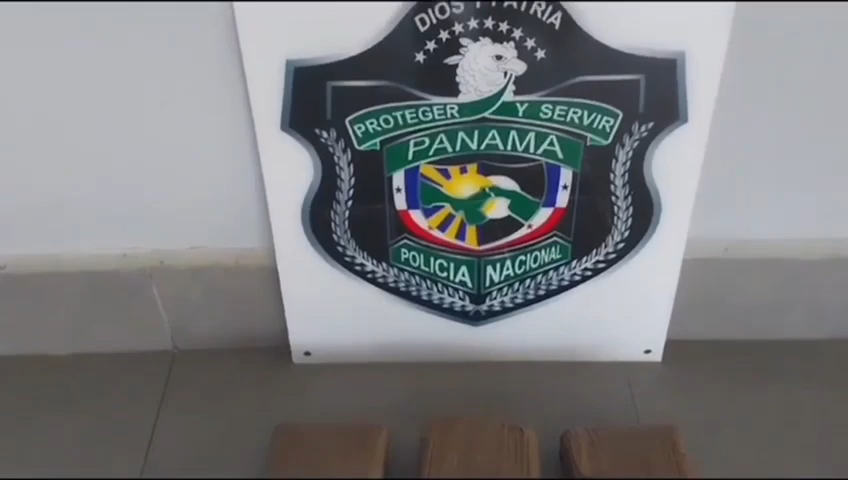 DIOS Y PATRIA
PROTEGER Y SERVIR
PANAMA
POLICIA NACIONAL